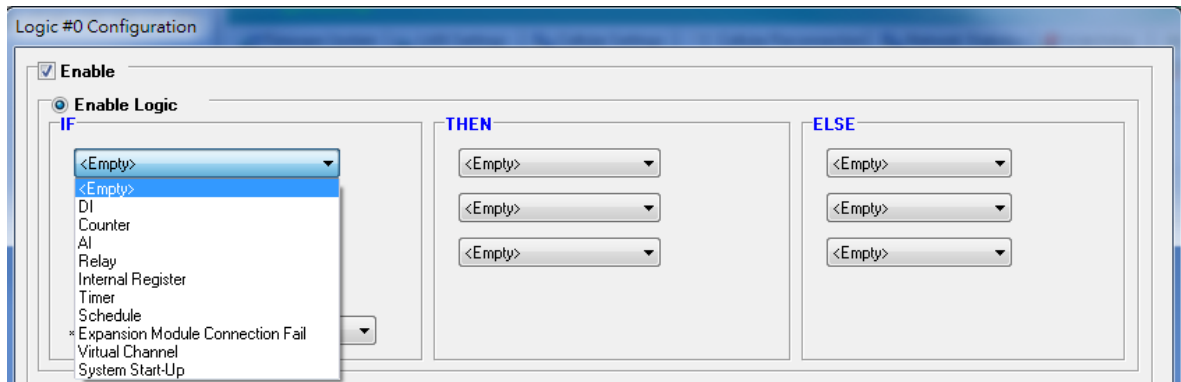 Logic #0 Configuration
Enable
Enable Logic
IF
THEN
ELSE
<Empty>
<Empty>
<Empty>
<Empty>
DI
Counter
AI
Relay
Internal Register
Timer
Schedule
Expansion Module Connection Fail
Virtual Channel
System Start-Up
<Empty>
<Empty>
<Empty>
<Empty>